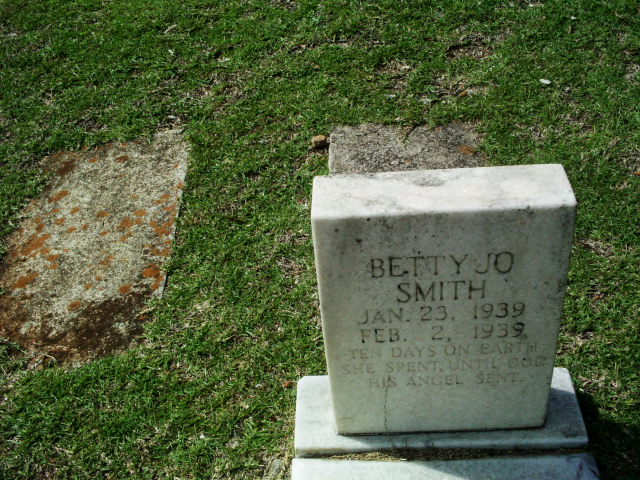 BETTY JO
SMITH
JAN. 23, 1939
FEB. 2, 1939
TEN DAYS ON EARTH
SHE SPENT, UNTIL GOD
HIS ANGEL SENT.